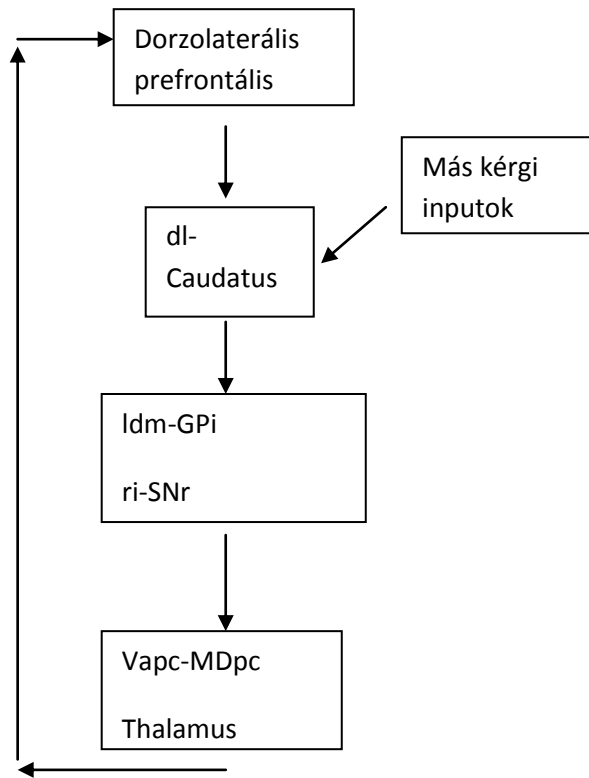 Dorzolaterális
prefrontális
Más kérgi
inputok
dl-
Caudatus
ldm-GPi
ri-SNr
Vapc-MDpc
Thalamus